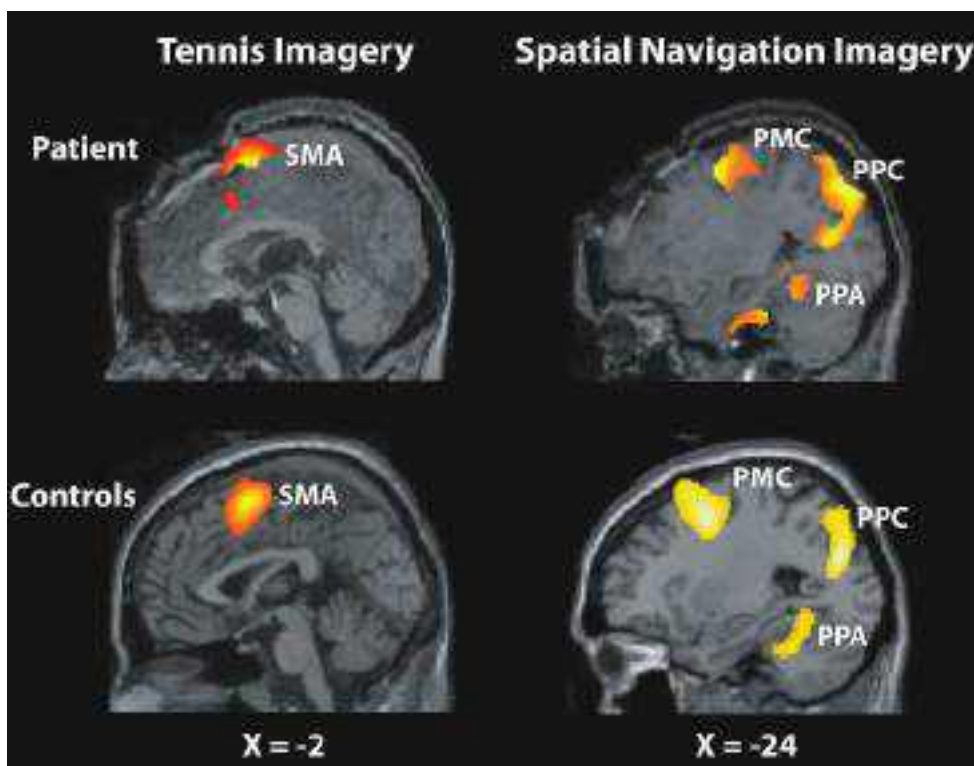 Tennis Imagery
Spatial Navigation Imagery
Patient
SMA
PMC
PPC
PPA
Controls
SMA
PMC
PPC
PPA
X = -2
X = -24